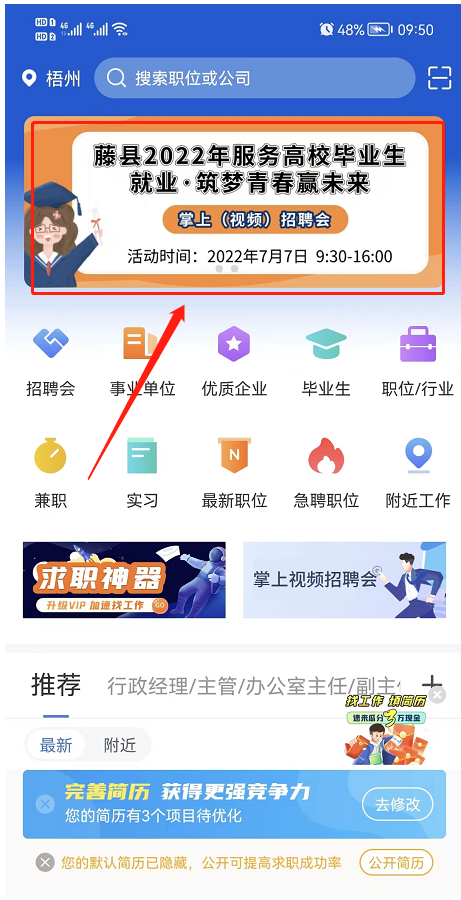 HD 1 4G 4G 48% 09:50
HD 2
梧州 搜索职位或公司
藤县2022年服务高校毕业生
就业·筑梦青春赢未来
掌上（视频）招聘会
活动时间：2022年7月7日 9:30-16:00
招聘会 事业单位 优质企业 毕业生 职位/行业
N
兼职 实习 最新职位 急聘职位 附近工作
求职神器
升级VIP 加速找工作 GO
掌上视频招聘会
推荐 行政经理/主管/办公室主任/副主
找工作 填简历
速来瓜分3万现金
最新 附近
完善简历 获得更强竞争力
您的简历有3个项目待优化
去修改
您的默认简历已隐藏，公开可提高求职成功率 公开简历